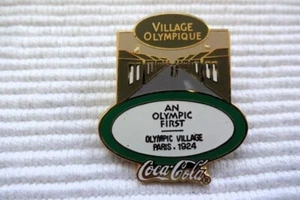 VILLAGE
OLYMPIQUE
AN
OLYMPIC
FIRST
OLYMPIC VILLAGE
PARIS. 1924
Coca-Cola